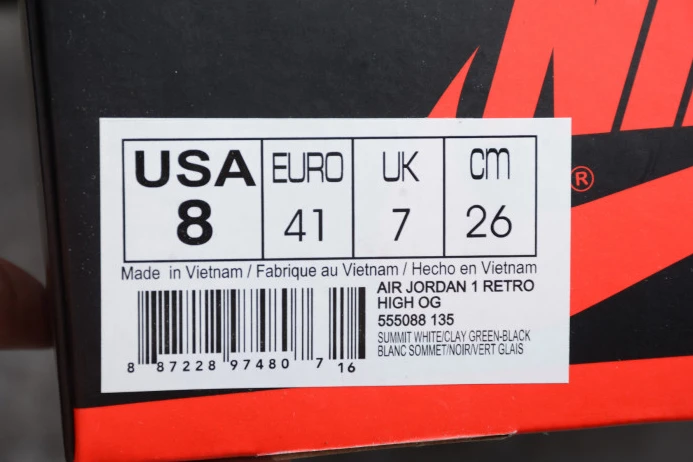 USA EURO UK cm
8 41 7 26
Made in Vietnam / Fabrique au Vietnam / Hecho en Vietnam
AIR JORDAN 1 RETRO
HIGH OG
555088 135
SUMMIT WHITE/CLAY GREEN-BLACK
BLANC SOMMET/NOIR/VERT GLAIS
8 87228 97480 7 16
®